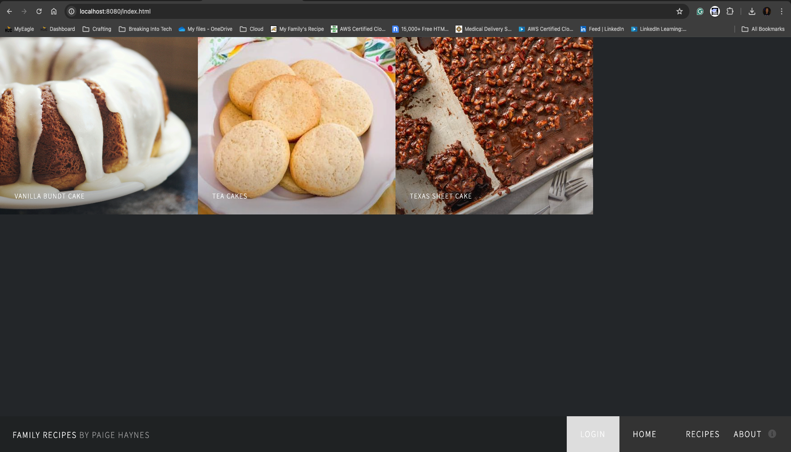 localhost:8080/index.html
MyEagle
Dashboard
Crafting
Breaking Into Tech
My files - OneDrive
Cloud
My Family's Recipe
AWS Certified Clo...
15,000+ Free HTM...
Medical Delivery S...
AWS Certified Clo...
Feed | LinkedIn
LinkedIn Learning:...
All Bookmarks
VANILLA BUNDT CAKE
TEA CAKES
TEXAS SHEET CAKE
FAMILY RECIPES BY PAIGE HAYNES
LOGIN
HOME
RECIPES
ABOUT